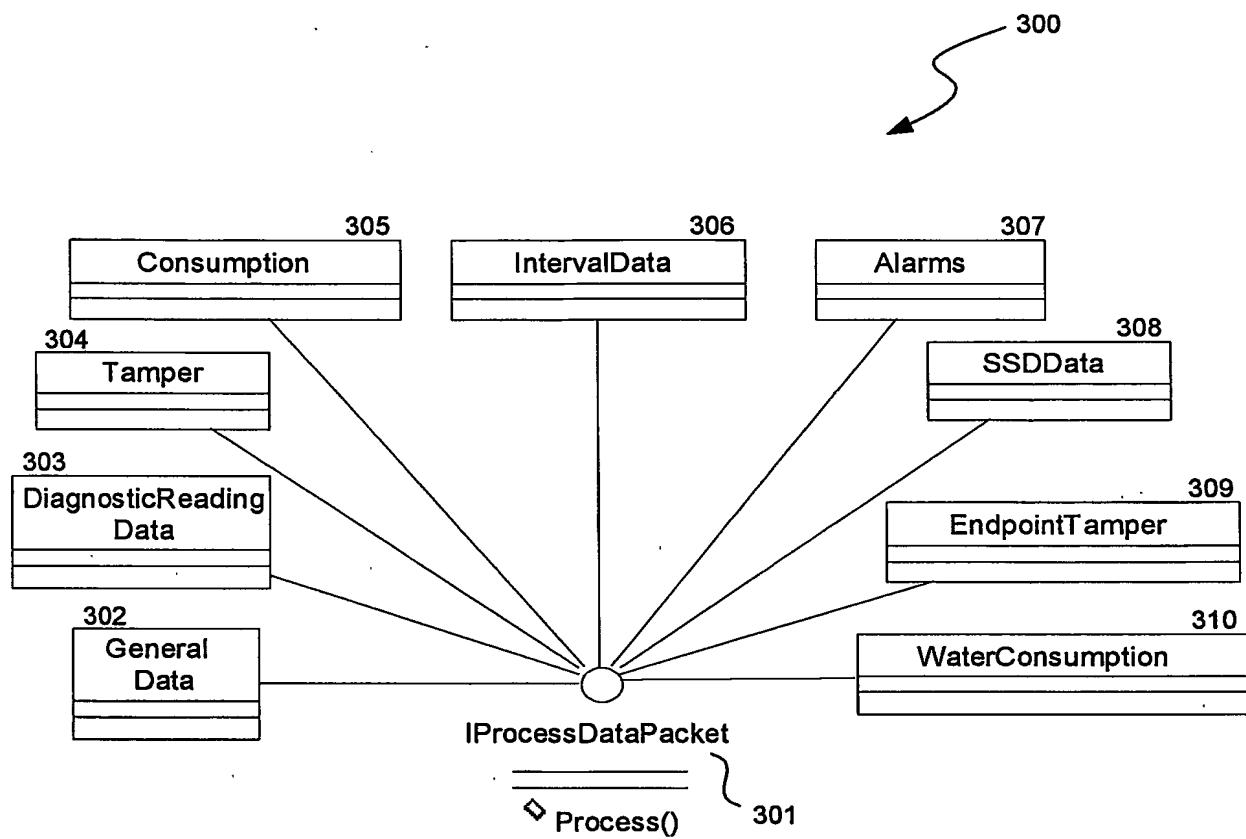 300
305
Consumption
306
IntervalData
307
Alarms
304
Tamper
308
SSDData
303
DiagnosticReading
Data
309
EndpointTamper
302
General
Data
310
WaterConsumption
IProcessDataPacket
301
Process()